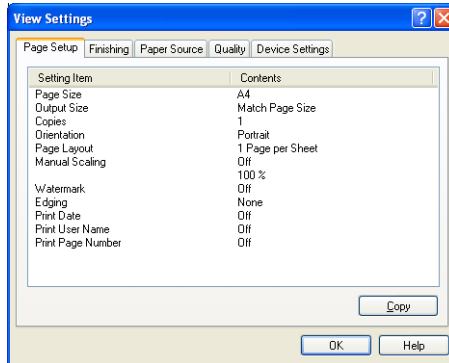 View Settings
Page Setup Finishing Paper Source Quality Device Settings
Setting Item Contents
Page Size A4
Output Size Match Page Size
Copies 1
Orientation Portrait
Page Layout 1 Page per Sheet
Manual Scaling Off
100 %
Watermark Off
Edging None
Print Date Off
Print User Name Off
Print Page Number Off
Copy
OK Help